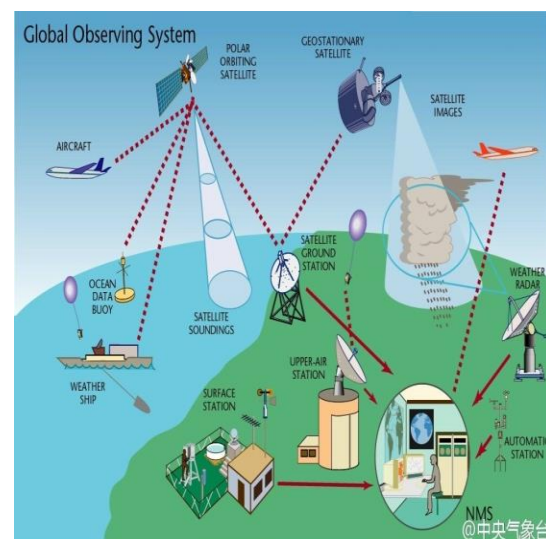 Global Observing System
POLAR
ORBITING
SATELLITE
GEOSTATIONARY
SATELLITE
SATELLITE
IMAGES
AIRCRAFT
OCEAN
DATA
BUOY
SATELLITE
SOUNDINGS
SATELLITE
GROUND
STATION
WEATHER
RADAR
WEATHER
SHIP
UPPER-AIR
STATION
SURFACE
STATION
AUTOMATIC
STATION
NMS
@中央气象台